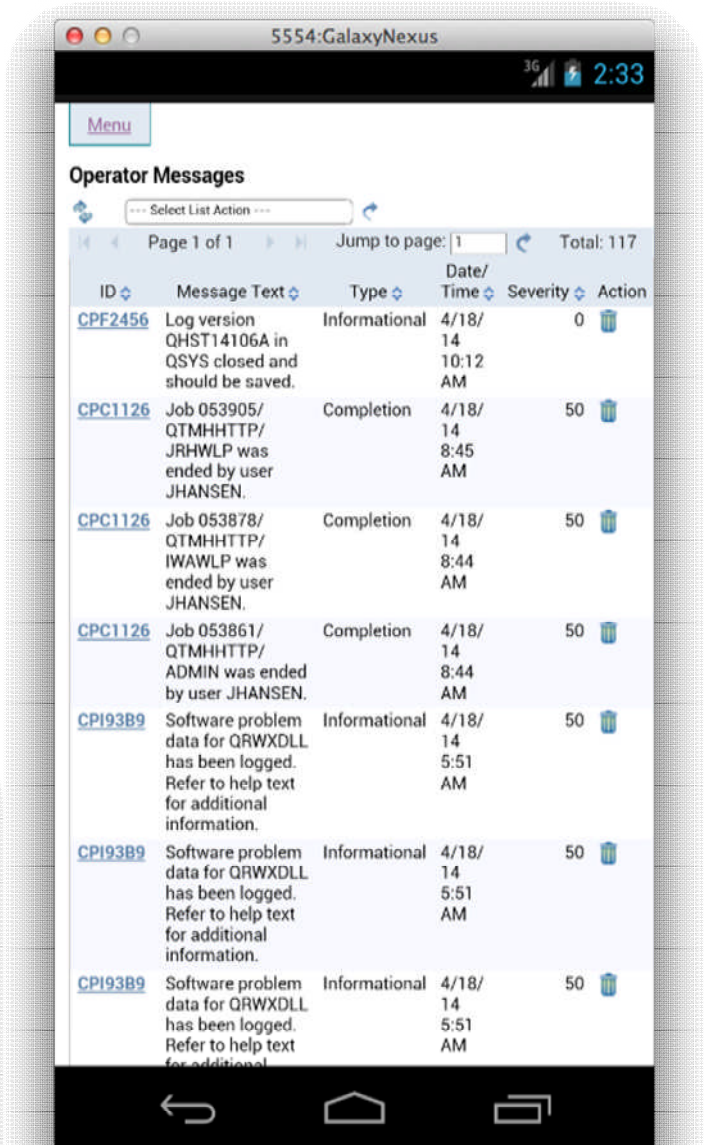 5554:GalaxyNexus
3G 2:33
Menu
Operator Messages
--- Select List Action ---
Page 1 of 1 Jump to page: 1 Total: 117
Date/
ID Message Text Type Time Severity Action
CPF2456 Log version Informational 4/18/ 0
QHST14106A in 14
QSYS closed and 10:12
should be saved. AM
CPC1126 Job 053905/ Completion 4/18/ 50
QTMHHTTP/ 14
JRHWLP was 8:45
ended by user AM
JHANSEN.
CPC1126 Job 053878/ Completion 4/18/ 50
QTMHHTTP/ 14
IWAWLP was 8:44
ended by user AM
JHANSEN.
CPC1126 Job 053861/ Completion 4/18/ 50
QTMHHTTP/ 14
ADMIN was ended 8:44
by user JHANSEN. AM
CPI93B9 Software problem Informational 4/18/ 50
data for QRWXDLL 14
has been logged. 5:51
Refer to help text AM
for additional
information.
CPI93B9 Software problem Informational 4/18/ 50
data for QRWXDLL 14
has been logged. 5:51
Refer to help text AM
for additional
information.
CPI93B9 Software problem Informational 4/18/ 50
data for QRWXDLL 14
has been logged. 5:51
Refer to help text AM
for additional